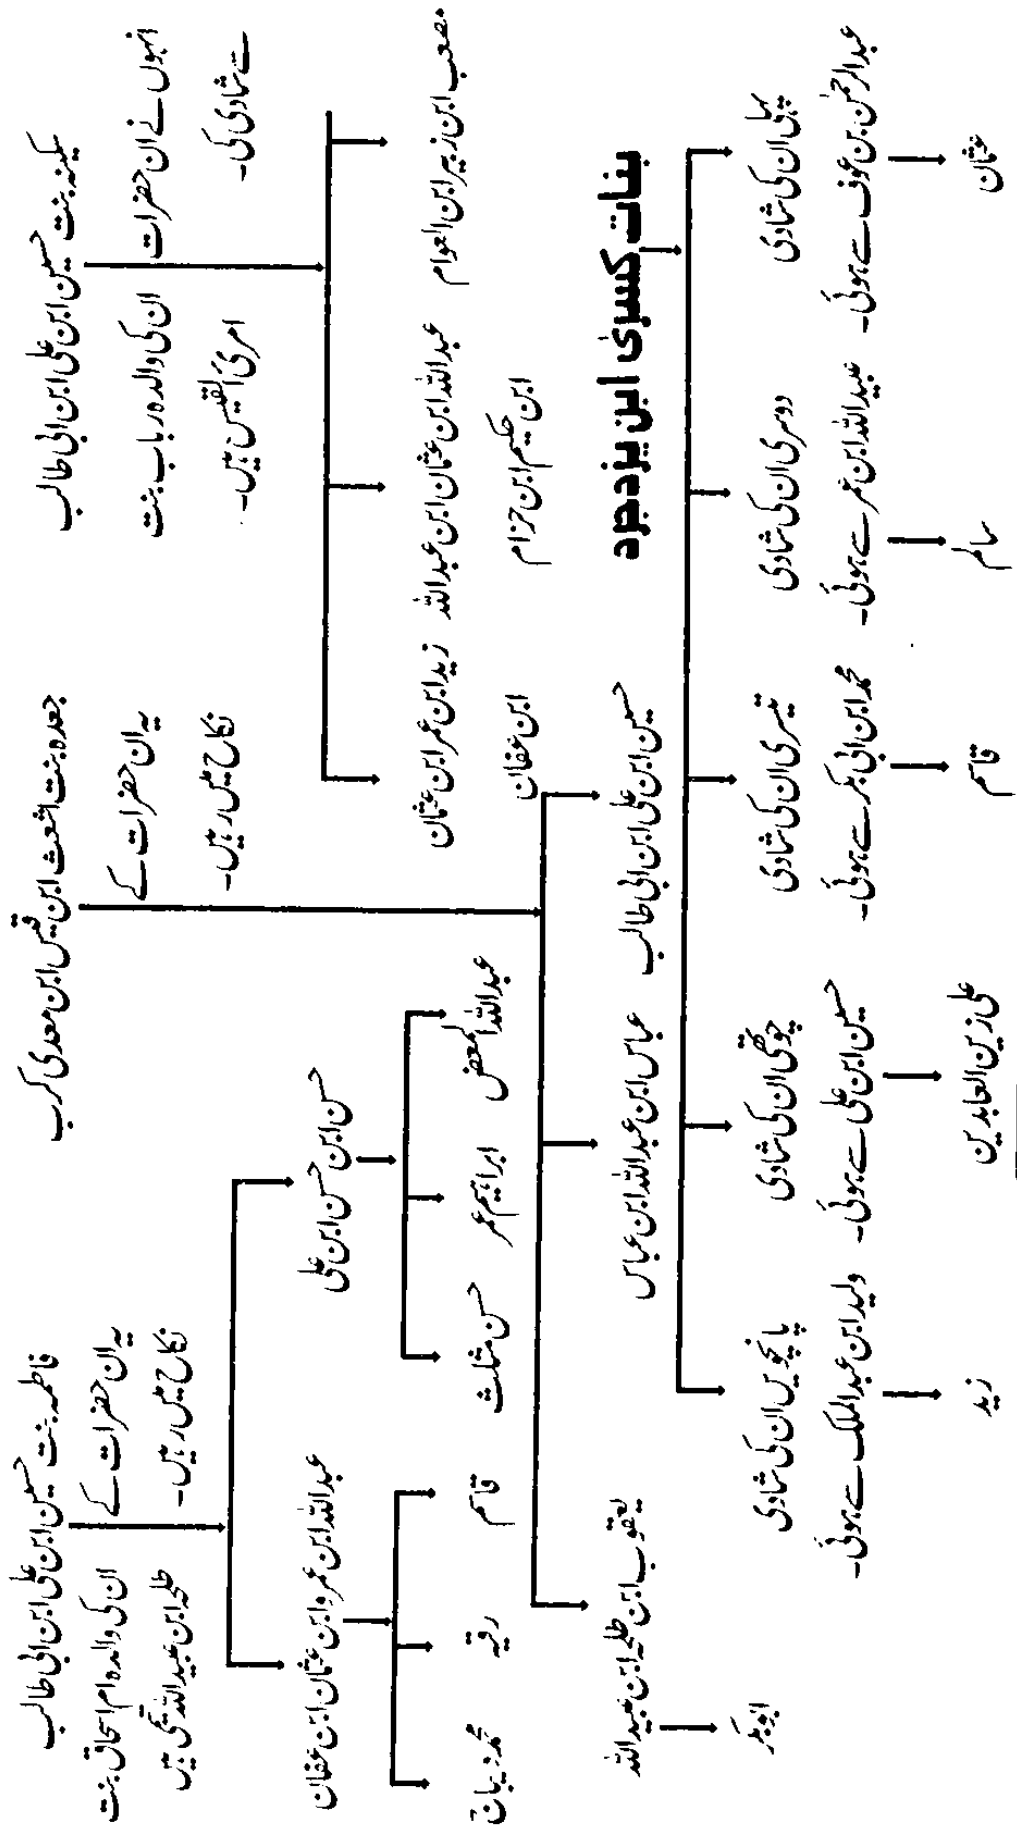 سکینہ بنت
حسین ابن علی ابن ابی طالب
انہوں نے ان حضرات
سے شادی کی۔
ان کی والدہ رباب بنت
امریٔ القیس ہیں۔
مصعب ابن زبیر ابن العوام
عبداللہ ابن عثمان ابن عبداللہ
ابن حکیم ابن حزام
زید ابن عمر ابن عثمان
ابن عفان
جعدہ بنت اشعث ابن قیس ابن معدی کرب
یہ ان حضرات کے
نکاح میں رہیں۔
حسین ابن علی ابن ابی طالب
عباس ابن عبداللہ ابن عباس
یعقوب ابن طلحہ ابن عبیداللہ
ابوبکر
فاطمہ بنت
حسین ابن علی ابن ابی طالب
یہ ان حضرات کے
نکاح میں رہیں۔
ان کی والدہ ام اسحاق بنت
طلحہ ابن عبیداللہ تیمی ہیں
حسن ابن حسن ابن علی
عبداللہ المحض
ابراہیم عمر
حسن مثلث
عبداللہ ابن عمرو ابن عثمان ابن عفان
قاسم
رقیہ
محمد دیباج
بنات کسریٰ ابن یزدجرد
پہلی ان کی شادی
عبدالرحمٰن بن عوف سے ہوئی۔
عثمان
دوسری ان کی شادی
عبیداللہ ابن عمر سے ہوئی۔
سالم
تیسری ان کی شادی
محمد ابن ابی بکر سے ہوئی۔
قاسم
چوتھی ان کی شادی
حسین ابن علی سے ہوئی۔
علی زین العابدین
پانچویں ان کی شادی
ولید ابن عبدالملک سے ہوئی۔
زید